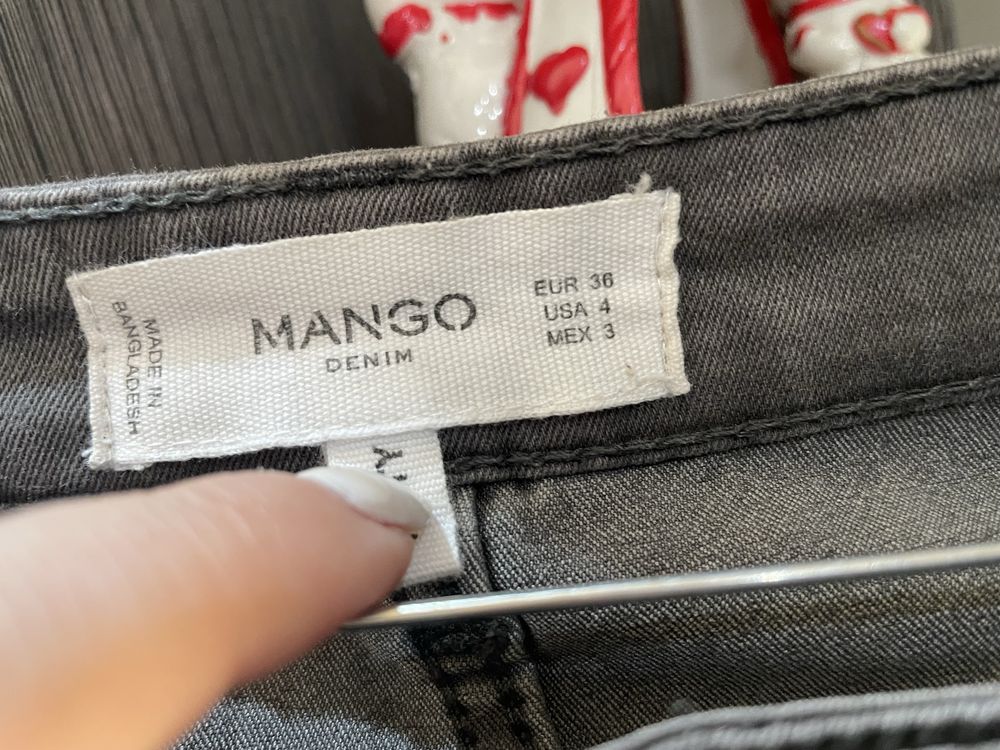 MADE IN
BANGLADESH
MANGO
DENIM
EUR 36
USA 4
MEX 3